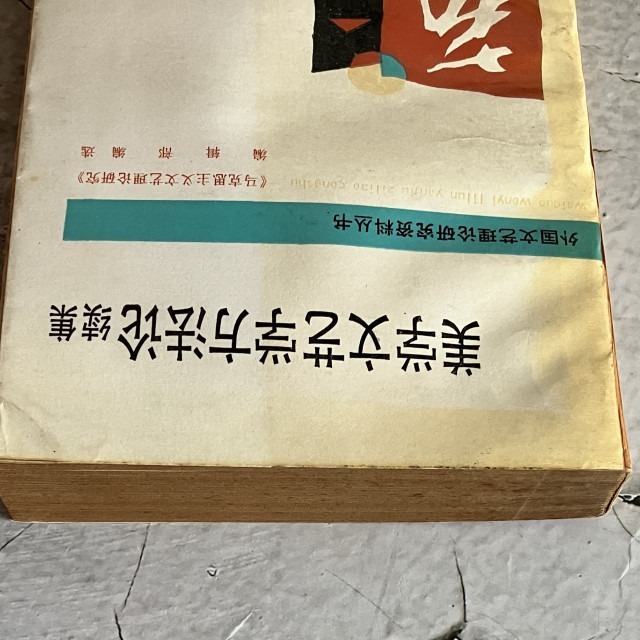 美学文艺学方法论 续集
外国文艺理论研究资料丛书
waiguo wenyi lilun yanjiu ziliao congshu
《马克思主义文艺理论研究》
编辑部 编选